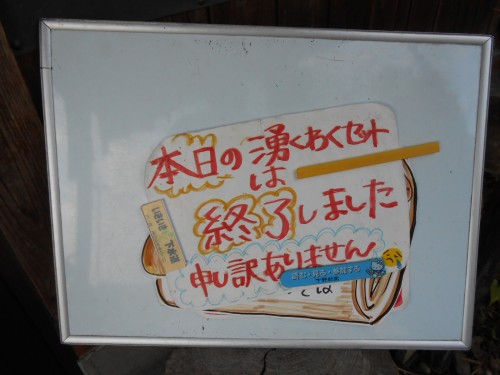 本日の湧くわくセット
は
終了しました
申し訳ありません